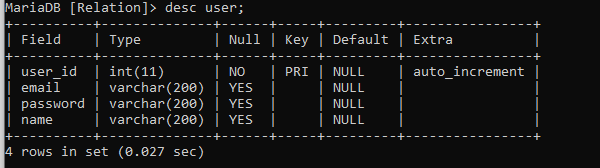 MariaDB [Relation]> desc user;
+----------+--------------+------+-----+---------+----------------+
| Field    | Type         | Null | Key | Default | Extra          |
+----------+--------------+------+-----+---------+----------------+
| user_id  | int(11)      | NO   | PRI | NULL    | auto_increment |
| email    | varchar(200) | YES  |     | NULL    |                |
| password | varchar(200) | YES  |     | NULL    |                |
| name     | varchar(200) | YES  |     | NULL    |                |
+----------+--------------+------+-----+---------+----------------+
4 rows in set (0.027 sec)